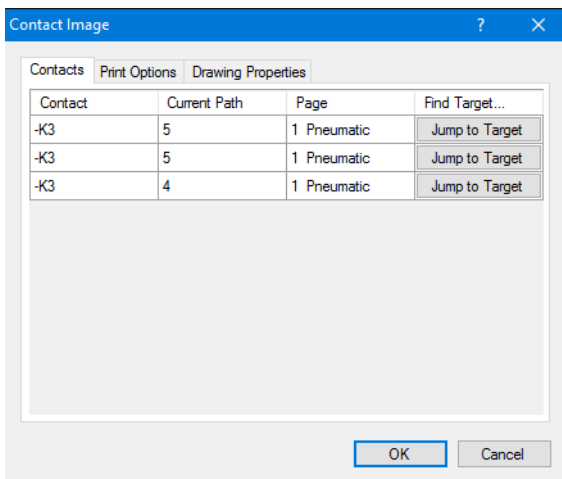 Contact Image ? ×
Contacts Print Options Drawing Properties
Contact Current Path Page Find Target...
-K3 5 1 Pneumatic Jump to Target
-K3 5 1 Pneumatic Jump to Target
-K3 4 1 Pneumatic Jump to Target
OK Cancel